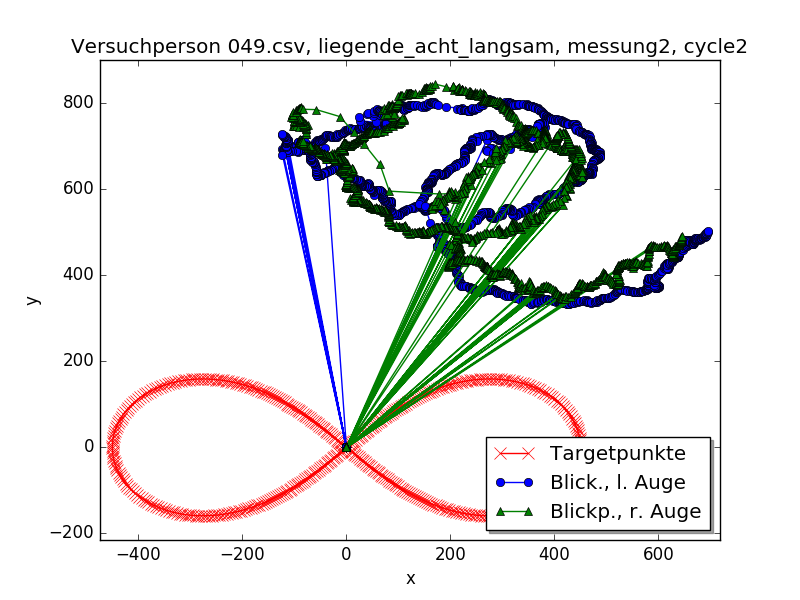 Versuchperson 049.csv, liegende_acht_langsam, messung2, cycle2
800
600
400
200
0
−200
y
−400 −200 0 200 400 600
x
Targetpunkte
Blick., l. Auge
Blickp., r. Auge